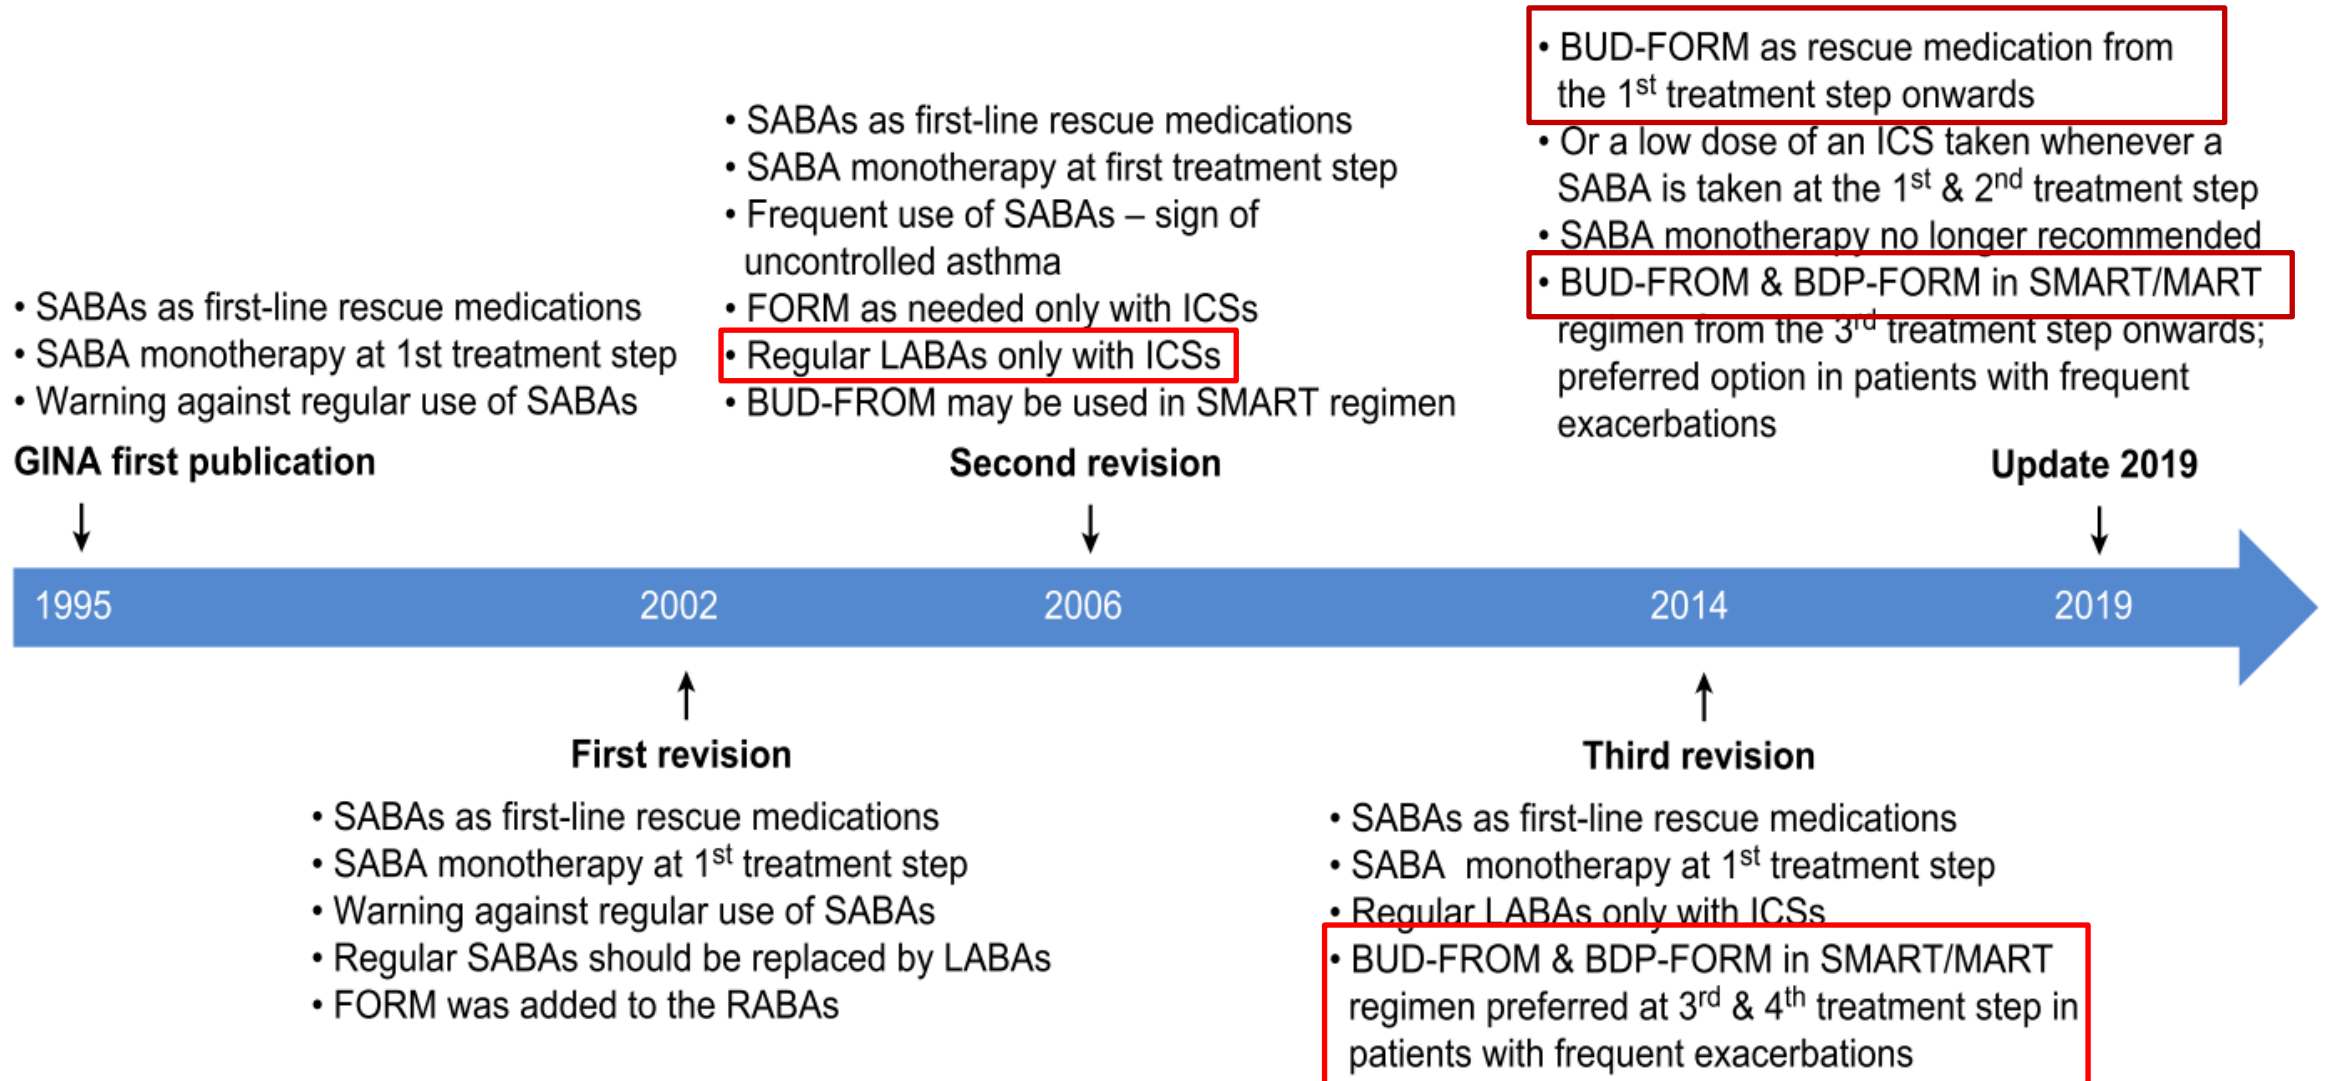 • SABAs as first-line rescue medications
• SABA monotherapy at 1st treatment step
• Warning against regular use of SABAs
GINA first publication
• SABAs as first-line rescue medications
• SABA monotherapy at first treatment step
• Frequent use of SABAs – sign of
uncontrolled asthma
• FORM as needed only with ICSs
• Regular LABAs only with ICSs
• BUD-FROM may be used in SMART regimen
Second revision
• BUD-FORM as rescue medication from
the 1st treatment step onwards
• Or a low dose of an ICS taken whenever a
SABA is taken at the 1st & 2nd treatment step
• SABA monotherapy no longer recommended
• BUD-FROM & BDP-FORM in SMART/MART
regimen from the 3rd treatment step onwards;
preferred option in patients with frequent
exacerbations
Update 2019
1995
2002
2006
2014
2019
First revision
• SABAs as first-line rescue medications
• SABA monotherapy at 1st treatment step
• Warning against regular use of SABAs
• Regular SABAs should be replaced by LABAs
• FORM was added to the RABAs
Third revision
• SABAs as first-line rescue medications
• SABA monotherapy at 1st treatment step
• Regular LABAs only with ICSs
• BUD-FROM & BDP-FORM in SMART/MART
regimen preferred at 3rd & 4th treatment step in
patients with frequent exacerbations